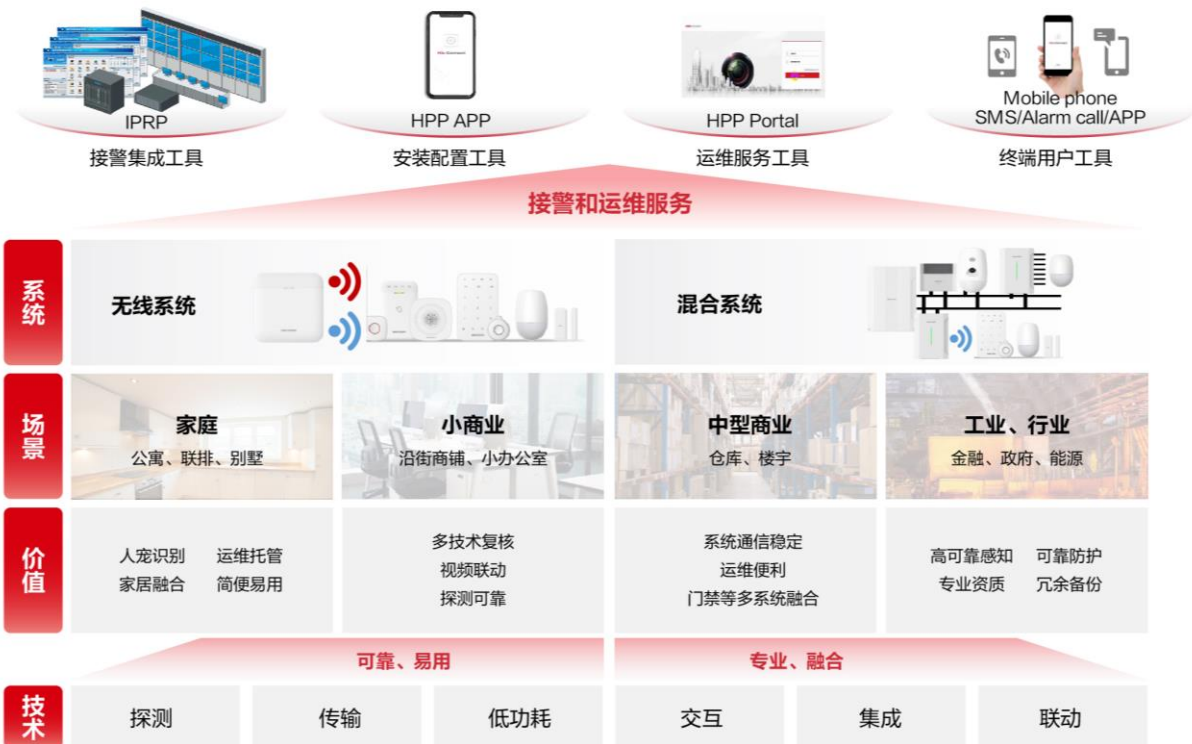 IPRP
HPP APP
HPP Portal
Mobile phone
SMS/Alarm call/APP
接警集成工具
安装配置工具
运维服务工具
终端用户工具
接警和运维服务
系统
无线系统
混合系统
场景
家庭
公寓、联排、别墅
小商业
沿街商铺、小办公室
中型商业
仓库、楼宇
工业、行业
金融、政府、能源
价值
人宠识别 运维托管
家居融合 简便易用
多技术复核
视频联动
探测可靠
系统通信稳定
运维便利
门禁等多系统融合
高可靠感知 可靠防护
专业资质 冗余备份
可靠、易用
专业、融合
技术
探测
传输
低功耗
交互
集成
联动